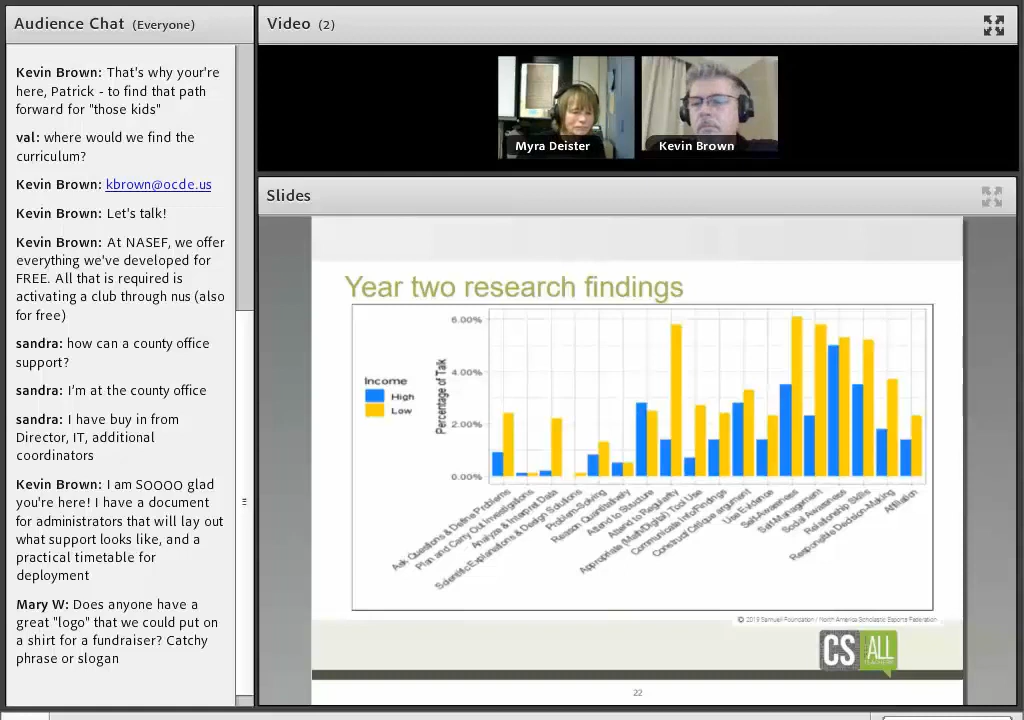 Audience Chat (Everyone)
Kevin Brown: That's why your're
here, Patrick - to find that path
forward for "those kids"
val: where would we find the
curriculum?
Kevin Brown: kbrown@ocde.us
Kevin Brown: Let's talk!
Kevin Brown: At NASEF, we offer
everything we've developed for
FREE. All that is required is
activating a club through nus (also
for free)
sandra: how can a county office
support?
sandra: I'm at the county office
sandra: I have buy in from
Director, IT, additional
coordinators
Kevin Brown: I am SOOOO glad
you're here! I have a document
for administrators that will lay out
what support looks like, and a
practical timetable for
deployment
Mary W: Does anyone have a
great "logo" that we could put on
a shirt for a fundraiser? Catchy
phrase or slogan
Video (2)
Myra Deister
Kevin Brown
Slides
Year two research findings
Income
High
Low
Percentage of Talk
6.00%
4.00%
2.00%
0.00%
Ask Questions & Define Problems
Plan and Carry Out Investigations
Analyze & Interpret Data
Scientific Explanations & Design Solutions
Problem-Solving
Reason Quantitatively
Attend to Structure
Attend to Regularity
Appropriate (Math/Digital) Tool Use
Communicate Info/Findings
Construct Critique argument
Use Evidence
Self-Awareness
Self-Management
Social Awareness
Relationship Skills
Responsible Decision-Making
Affiliation
© 2019 Samueli Foundation / North America Scholastic Esports Federation
CS
ALL
22